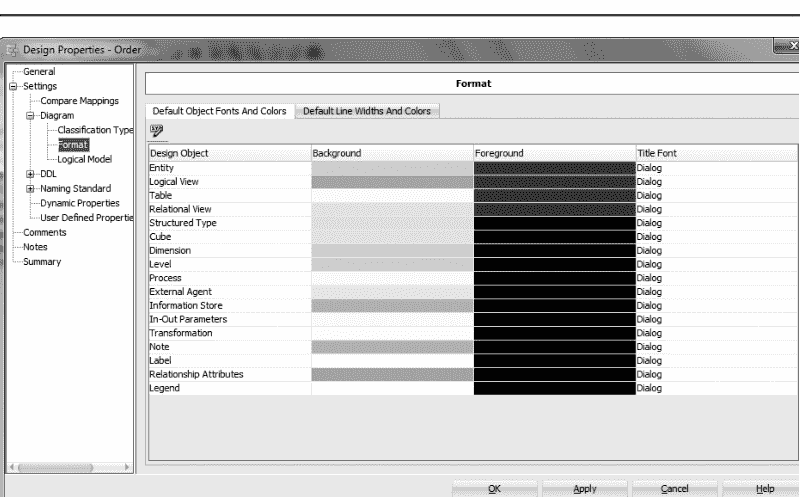 Design Properties - Order
General
Settings
Compare Mappings
Diagram
Classification Type
Format
Logical Model
DDL
Naming Standard
Dynamic Properties
User Defined Propertie
Comments
Notes
Summary
Format
Default Object Fonts And Colors Default Line Widths And Colors
Design Object Background Foreground Title Font
Entity Dialog
Logical View Dialog
Table Dialog
Relational View Dialog
Structured Type Dialog
Cube Dialog
Dimension Dialog
Level Dialog
Process Dialog
External Agent Dialog
Information Store Dialog
In-Out Parameters Dialog
Transformation Dialog
Note Dialog
Label Dialog
Relationship Attributes Dialog
Legend Dialog
OK Apply Cancel Help